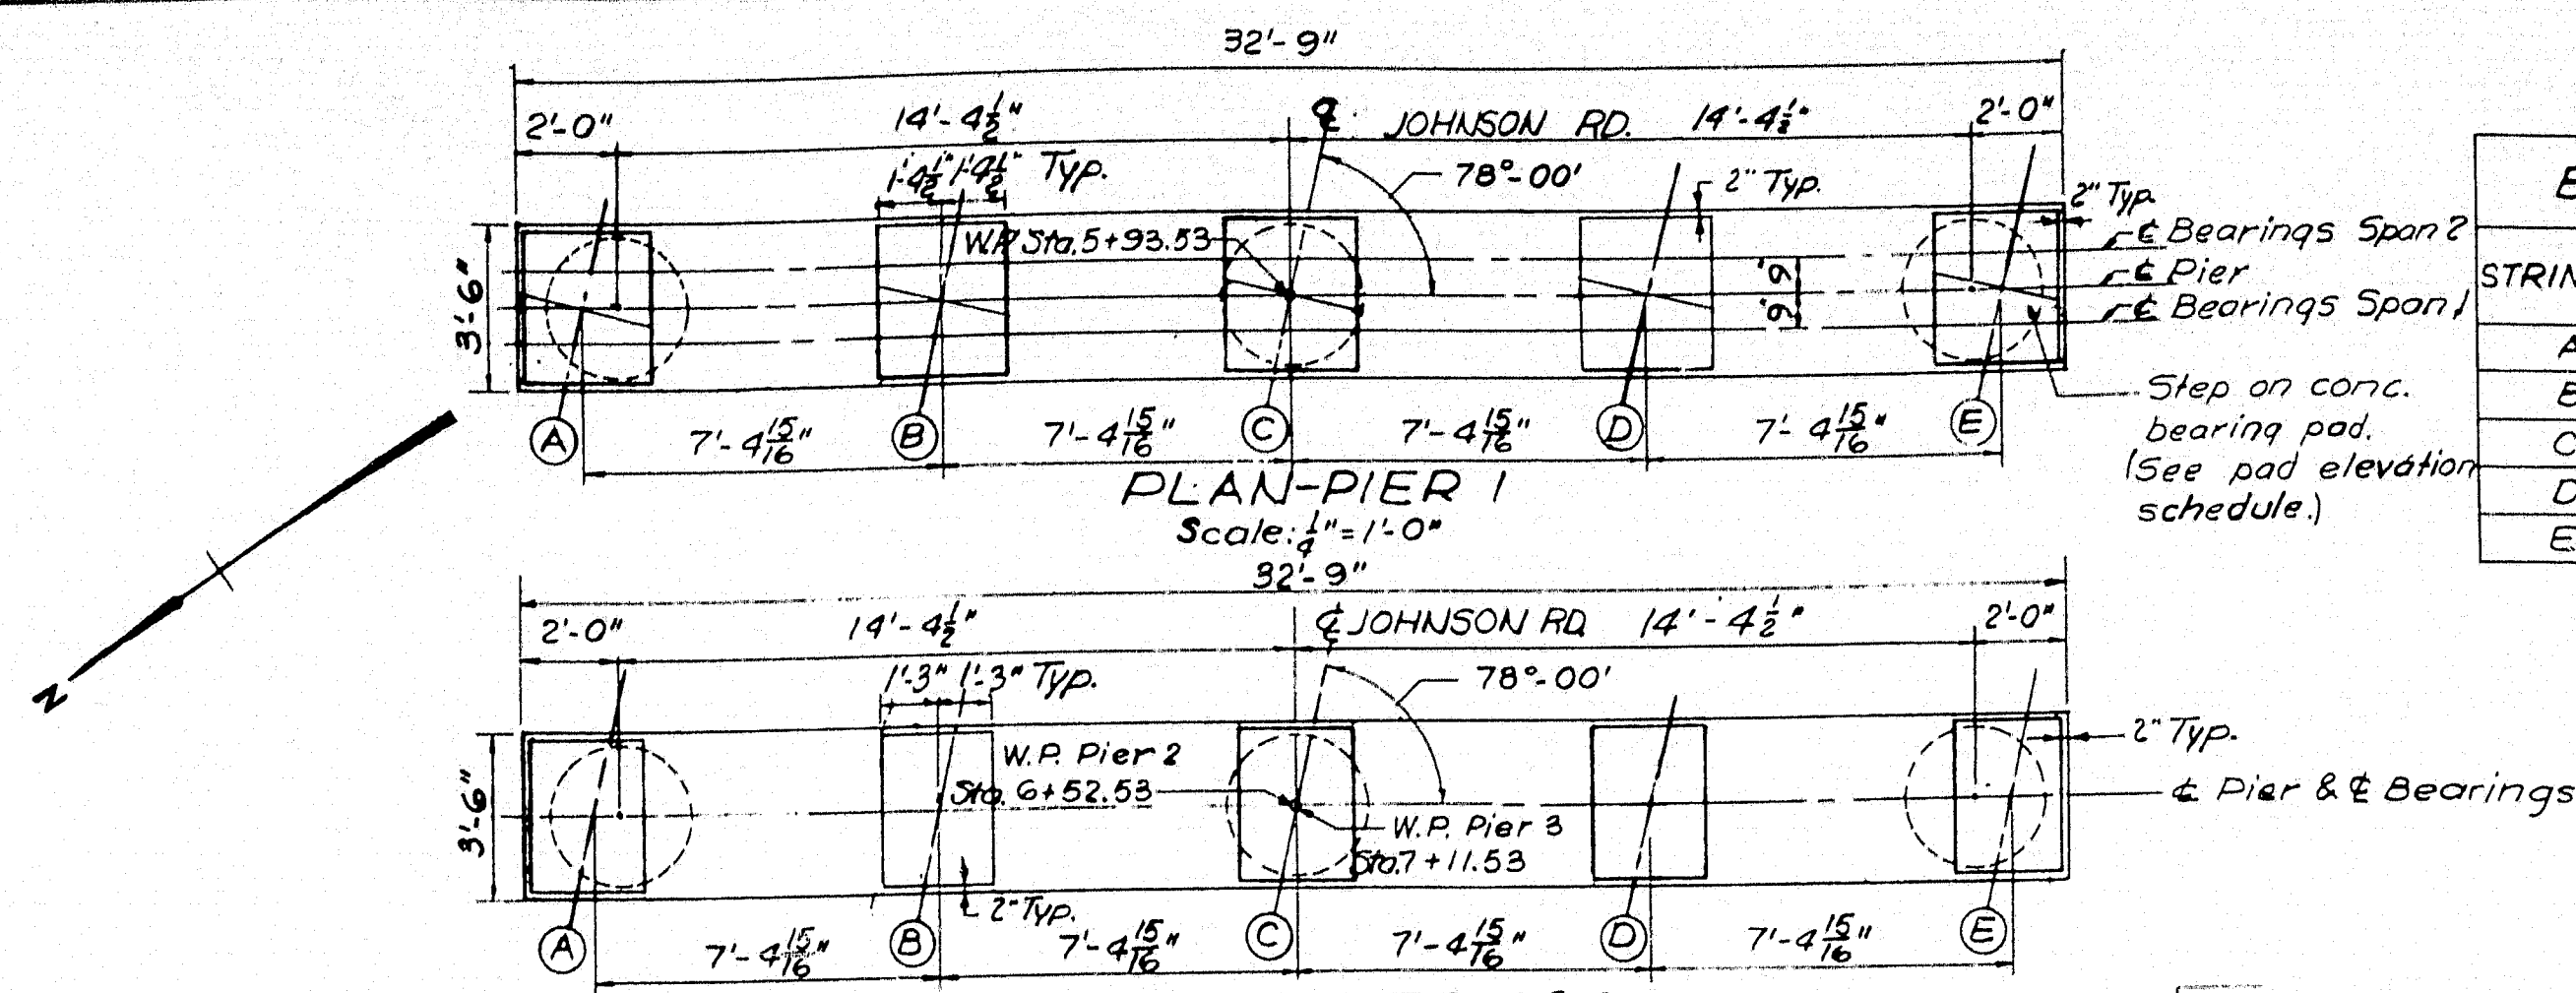 32'-9"
2'-0" 14'-4½" ℄ JOHNSON RD. 14'-4½" 2'-0"
1'-4½" 1'-4½" Typ. 78°-00' 2" Typ. 2" Typ.
W.P. Sta. 5+93.53
3'-6"
9" 9"
℄ Bearings Span 2
℄ Pier
℄ Bearings Span 1
STRIN
A
B
C
D
E
Step on conc.
bearing pad.
(See pad elevation
schedule.)
A B C D E
7'-4 15/16" 7'-4 15/16" 7'-4 15/16" 7'-4 15/16"
PLAN-PIER 1
Scale: ¼"=1'-0"
N
32'-9"
2'-0" 14'-4½" ℄ JOHNSON RD. 14'-4½" 2'-0"
1'-3" 1'-3" Typ. 78°-00'
2" Typ.
W.P. Pier 2
Sta. 6+52.53
℄ Pier & ℄ Bearings
W.P. Pier 3
Sta. 7+11.53
3'-6"
2" Typ.
A B C D E
7'-4 15/16" 7'-4 15/16" 7'-4 15/16" 7'-4 15/16"